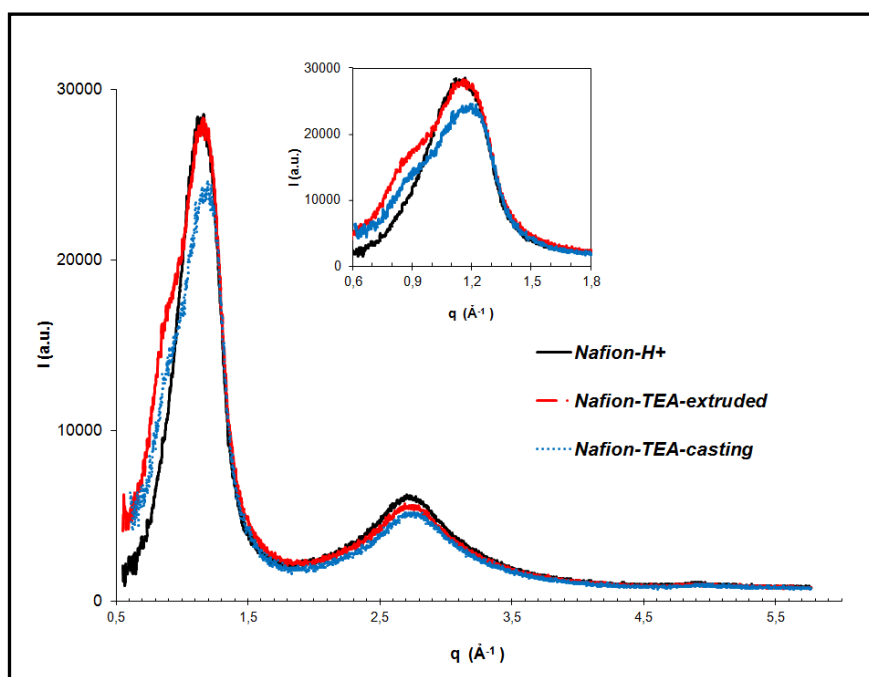 30000
20000
10000
0
I (a.u.)
0,5
1,5
2,5
3,5
4,5
5,5
q (Å-1)
30000
20000
10000
0
I (a.u.)
0,6
0,9
1,2
1,5
1,8
q (Å-1)
Nafion-H+
Nafion-TEA-extruded
Nafion-TEA-casting